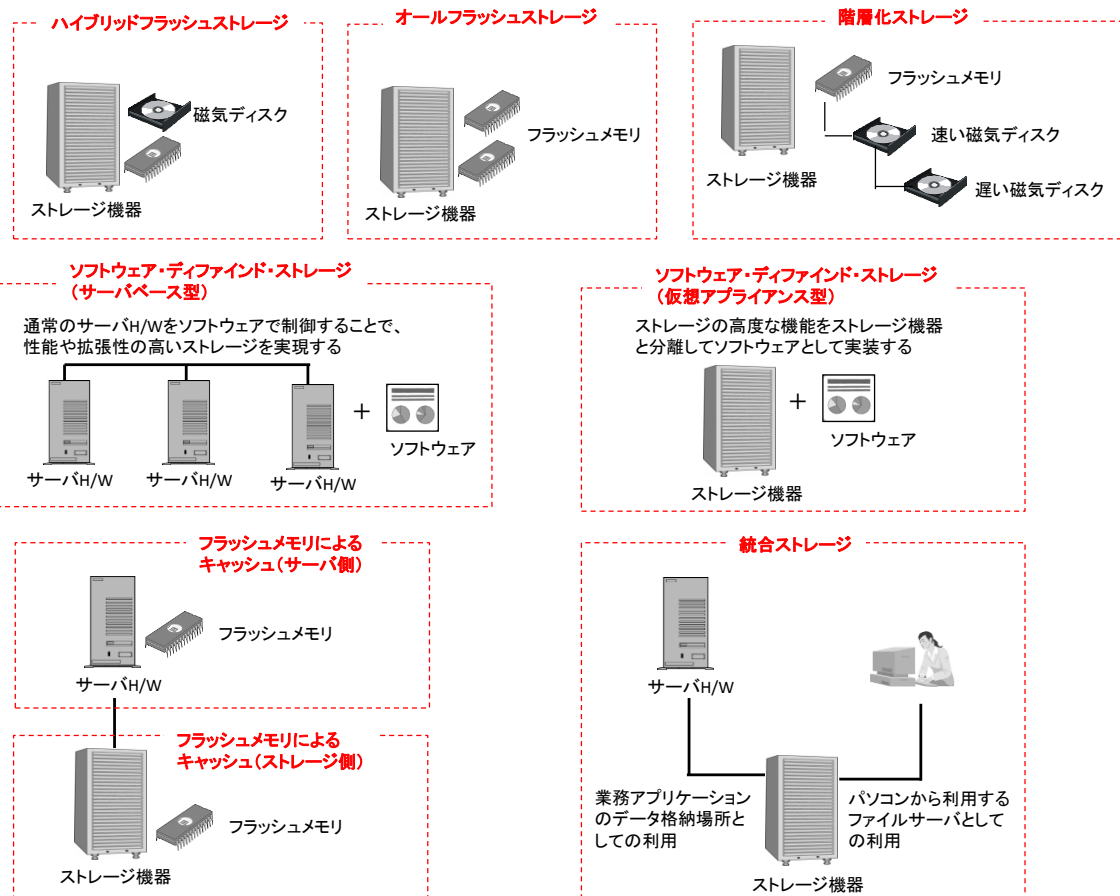 ハイブリッドフラッシュストレージ
磁気ディスク
ストレージ機器
オールフラッシュストレージ
フラッシュメモリ
ストレージ機器
階層化ストレージ
フラッシュメモリ
速い磁気ディスク
遅い磁気ディスク
ストレージ機器
ソフトウェア・ディファインド・ストレージ
（サーバベース型）
通常のサーバH/Wをソフトウェアで制御することで、
性能や拡張性の高いストレージを実現する
+
ソフトウェア
サーバH/W
サーバH/W
サーバH/W
ソフトウェア・ディファインド・ストレージ
（仮想アプライアンス型）
ストレージの高度な機能をストレージ機器
と分離してソフトウェアとして実装する
+
ソフトウェア
ストレージ機器
フラッシュメモリによる
キャッシュ（サーバ側）
フラッシュメモリ
サーバH/W
フラッシュメモリによる
キャッシュ（ストレージ側）
フラッシュメモリ
ストレージ機器
統合ストレージ
サーバH/W
業務アプリケーション
のデータ格納場所と
しての利用
パソコンから利用する
ファイルサーバとして
の利用
ストレージ機器